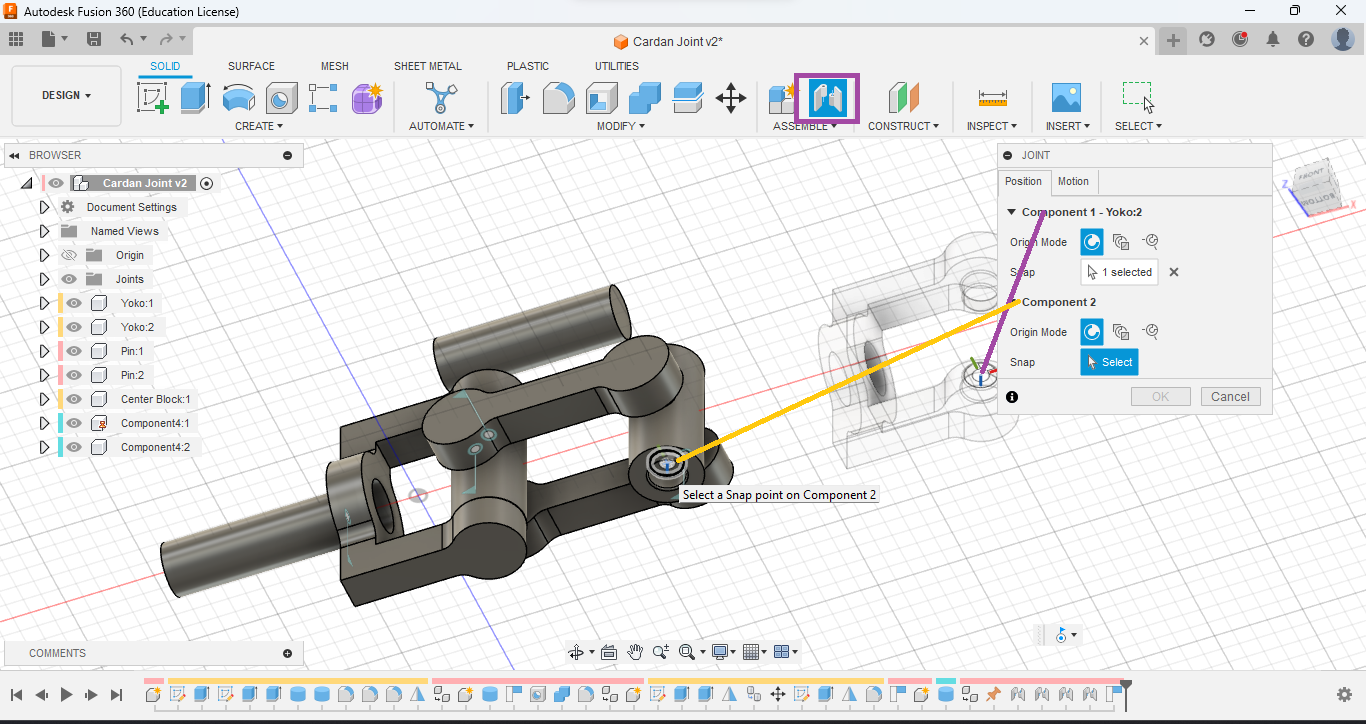 Autodesk Fusion 360 (Education License)
Cardan Joint v2*
SOLID SURFACE MESH SHEET METAL PLASTIC UTILITIES
DESIGN
CREATE AUTOMATE MODIFY ASSEMBLE CONSTRUCT INSPECT INSERT SELECT
BROWSER
Cardan Joint v2
Document Settings
Named Views
Origin
Joints
Yoko:1
Yoko:2
Pin:1
Pin:2
Center Block:1
Component4:1
Component4:2
JOINT
Position Motion
Component 1 - Yoko:2
Origin Mode
Snap 1 selected
Component 2
Origin Mode
Snap Select
OK Cancel
FRONT
BOTTOM
Z
X
Select a Snap point on Component 2
COMMENTS